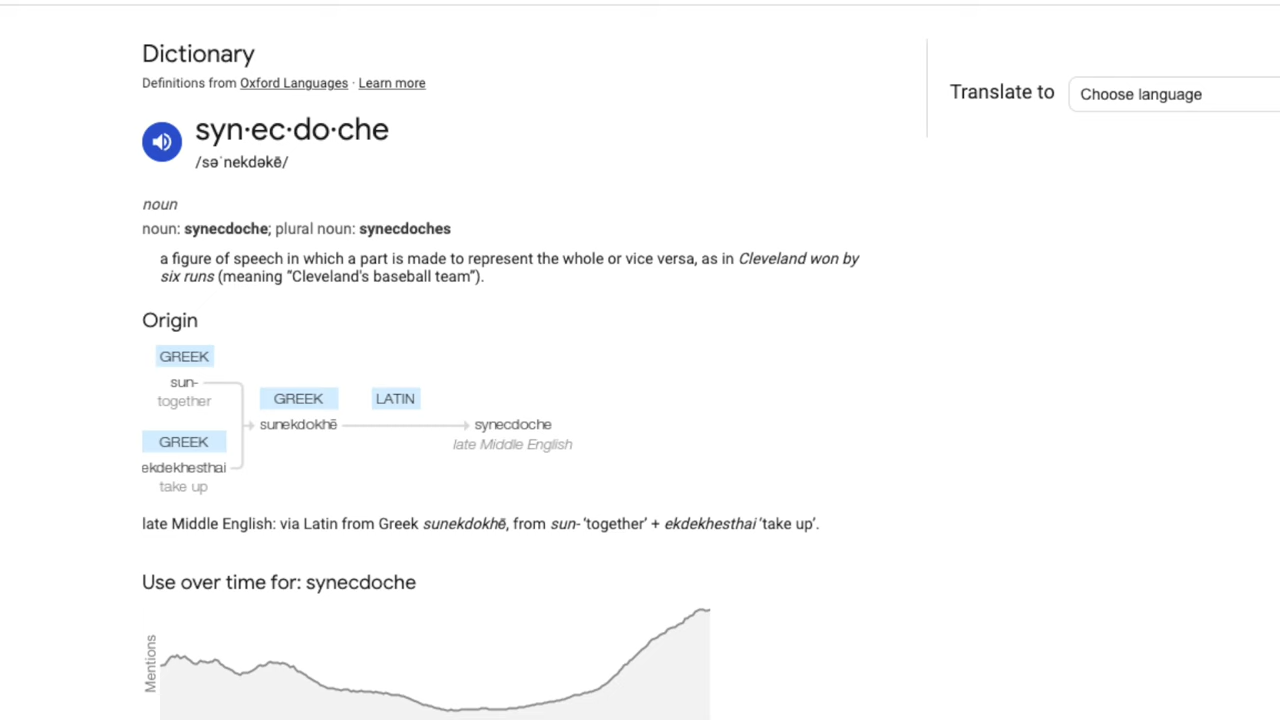 Dictionary
Definitions from Oxford Languages · Learn more
Translate to
Choose language
syn·ec·do·che
/səˈnekdəkē/
noun
noun: synecdoche; plural noun: synecdoches
a figure of speech in which a part is made to represent the whole or vice versa, as in Cleveland won by
six runs (meaning “Cleveland's baseball team”).
Origin
GREEK
sun-
together
GREEK
ekdekhesthai
take up
GREEK
sunekdokhē
LATIN
synecdoche
late Middle English
late Middle English: via Latin from Greek sunekdokhē, from sun- ‘together’ + ekdekhesthai ‘take up’.
Use over time for: synecdoche
Mentions